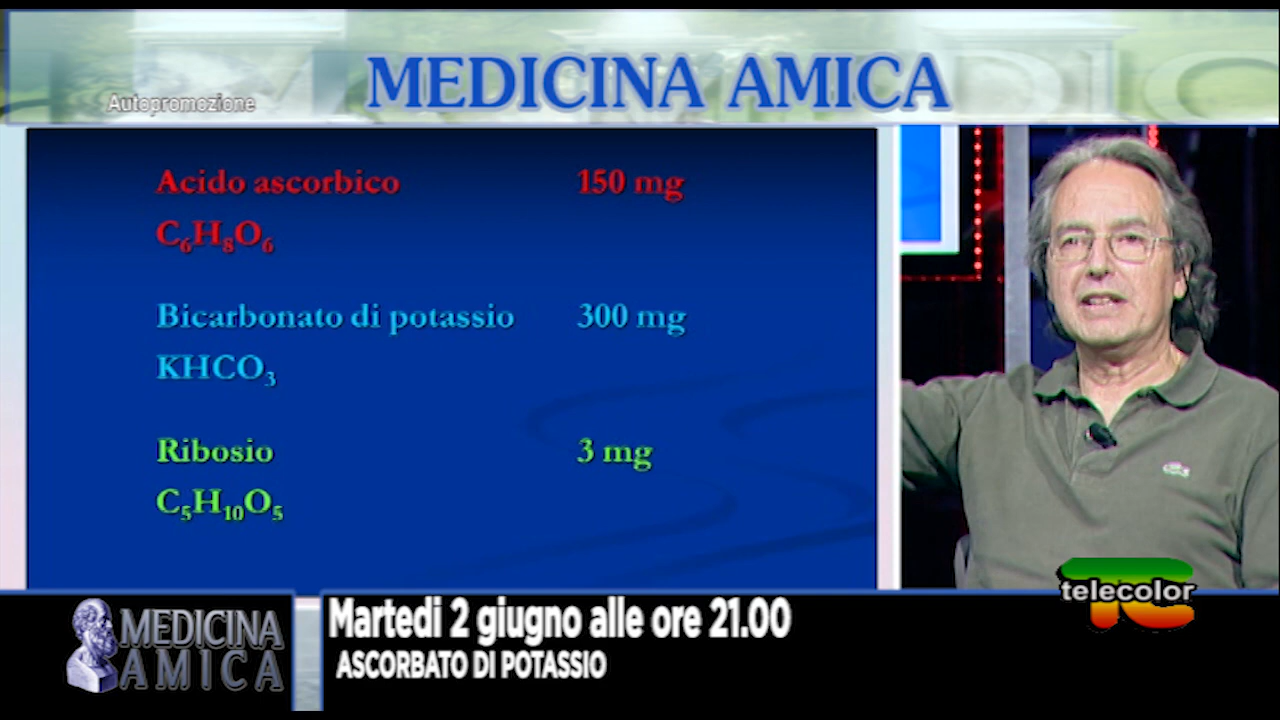 MEDICINA AMICA
Autopromozione
Acido ascorbico 150 mg
C₆H₈O₆
Bicarbonato di potassio 300 mg
KHCO₃
Ribosio 3 mg
C₅H₁₀O₅
telecolor
MEDICINA
AMICA
Martedi 2 giugno alle ore 21.00
ASCORBATO DI POTASSIO